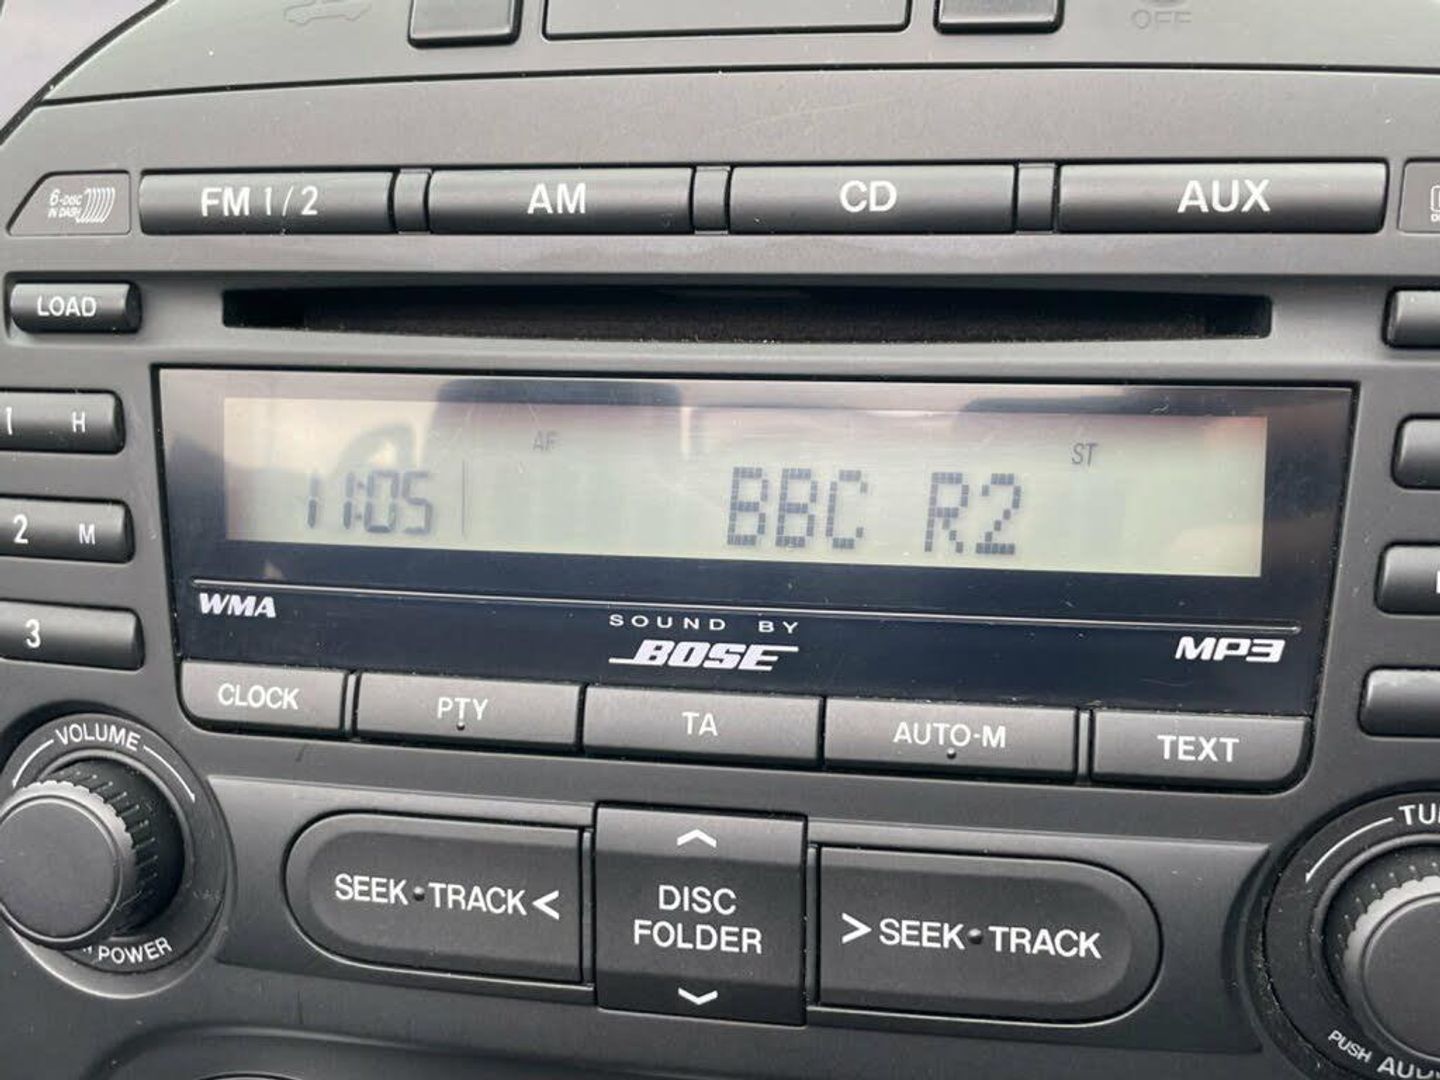 OFF
6-DISC
IN DASH
FM 1/2
AM
CD
AUX
LOAD
1 H
AF
ST
11:05
BBC R2
2 M
3
WMA
SOUND BY
BOSE
MP3
CLOCK
PTY
TA
AUTO-M
TEXT
VOLUME
POWER
SEEK·TRACK <
DISC
FOLDER
> SEEK·TRACK
PUSH